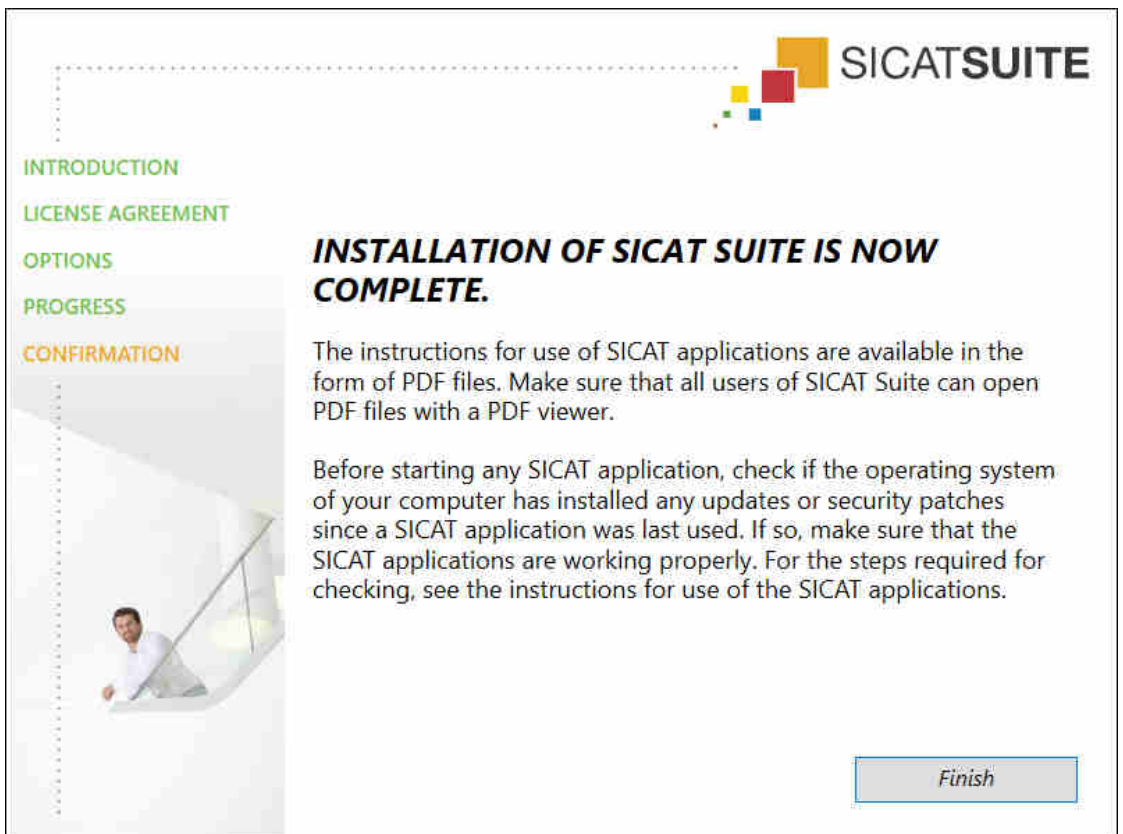 SICATSUITE
INTRODUCTION
LICENSE AGREEMENT
OPTIONS
PROGRESS
CONFIRMATION
INSTALLATION OF SICAT SUITE IS NOW
COMPLETE.
The instructions for use of SICAT applications are available in the
form of PDF files. Make sure that all users of SICAT Suite can open
PDF files with a PDF viewer.
Before starting any SICAT application, check if the operating system
of your computer has installed any updates or security patches
since a SICAT application was last used. If so, make sure that the
SICAT applications are working properly. For the steps required for
checking, see the instructions for use of the SICAT applications.
Finish